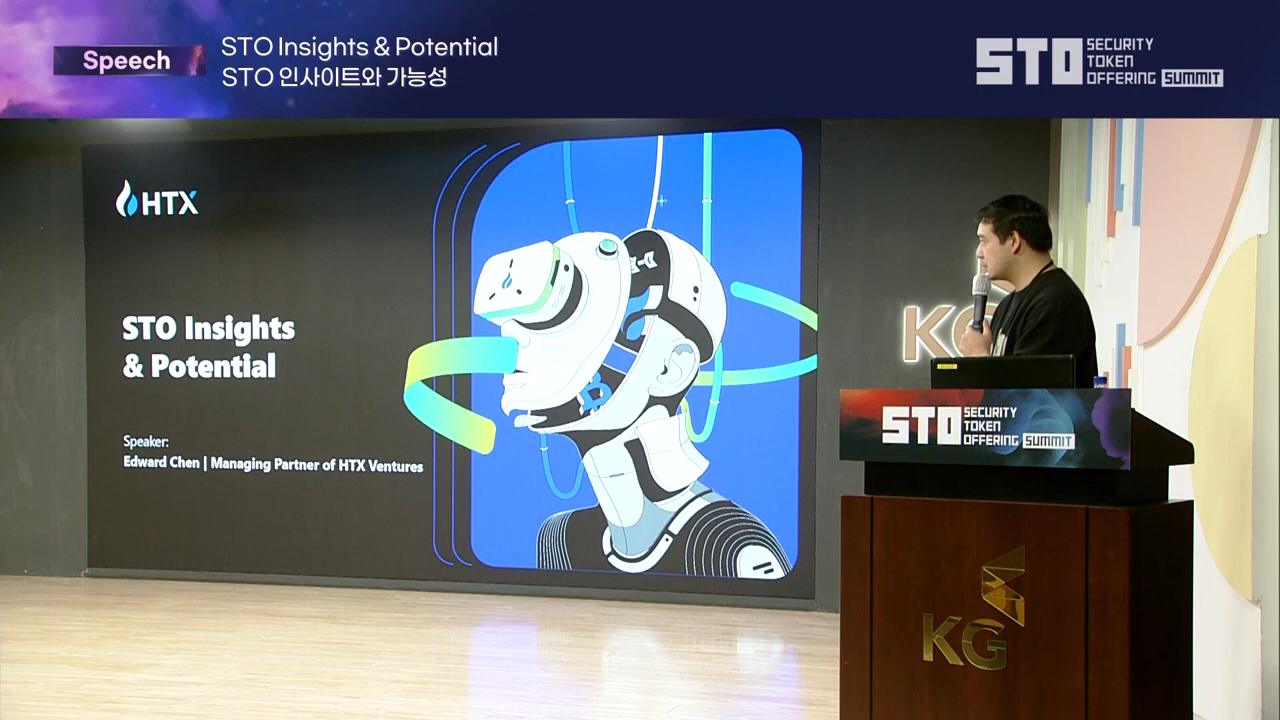 Speech
STO Insights & Potential
STO 인사이트와 가능성
STO SECURITY
TOKEN
OFFERING SUMMIT
HTX
STO Insights
& Potential
Speaker:
Edward Chen | Managing Partner of HTX Ventures
KG
STO SECURITY
TOKEN
OFFERING SUMMIT
KG